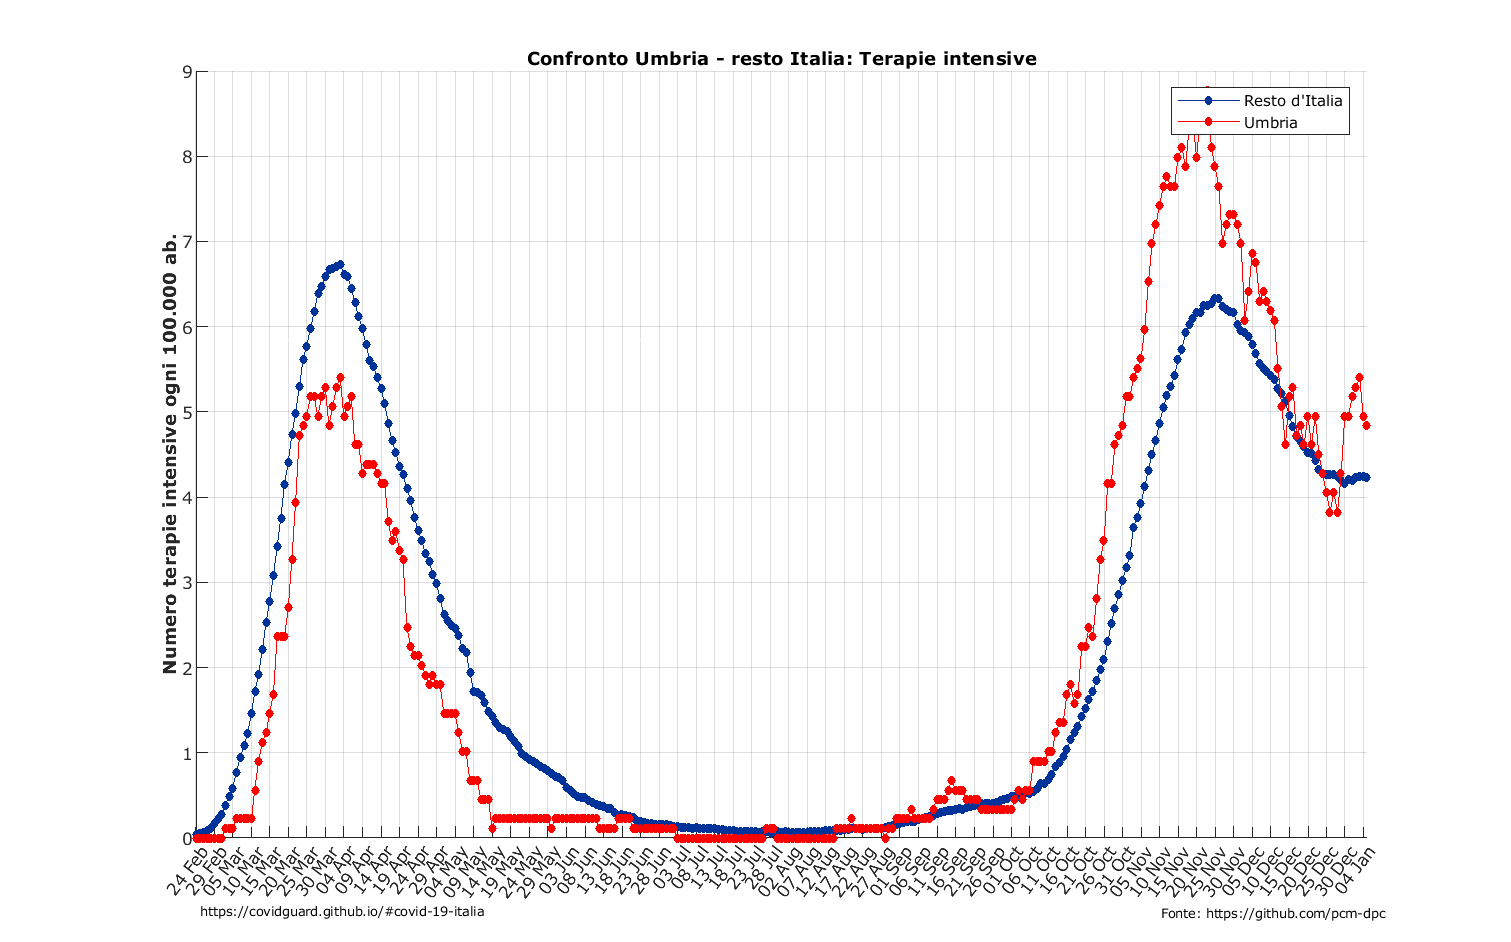 Confronto Umbria - resto Italia: Terapie intensive
Resto d'Italia
Umbria
Numero terapie intensive ogni 100.000 ab.
9
8
7
6
5
4
3
2
1
0
24 Feb
29 Feb
05 Mar
10 Mar
15 Mar
20 Mar
25 Mar
30 Mar
04 Apr
09 Apr
14 Apr
19 Apr
24 Apr
29 Apr
04 May
09 May
14 May
19 May
24 May
29 May
03 Jun
08 Jun
13 Jun
18 Jun
23 Jun
28 Jun
03 Jul
08 Jul
13 Jul
18 Jul
23 Jul
28 Jul
02 Aug
07 Aug
12 Aug
17 Aug
22 Aug
27 Aug
01 Sep
06 Sep
11 Sep
16 Sep
21 Sep
26 Sep
01 Oct
06 Oct
11 Oct
16 Oct
21 Oct
26 Oct
31 Oct
05 Nov
10 Nov
15 Nov
20 Nov
25 Nov
30 Nov
05 Dec
10 Dec
15 Dec
20 Dec
25 Dec
30 Dec
04 Jan
https://covidguard.github.io/#covid-19-italia
Fonte: https://github.com/pcm-dpc